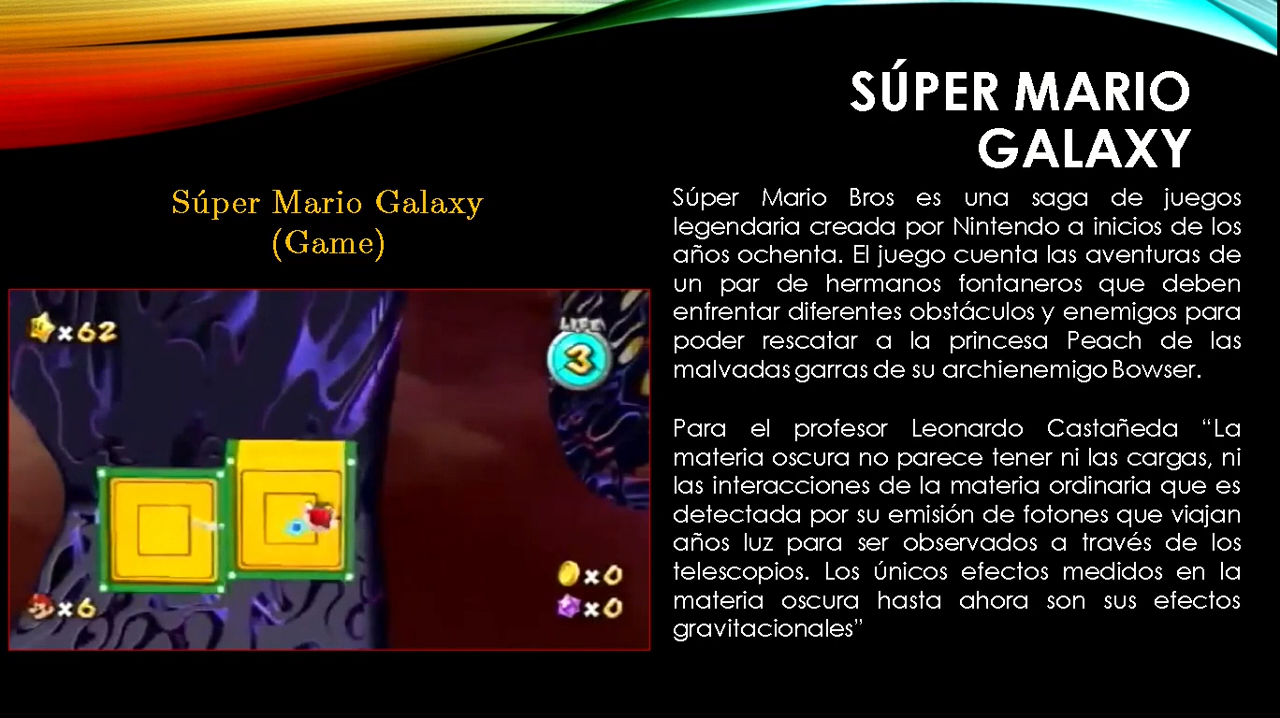 SÚPER MARIO
GALAXY
Súper Mario Galaxy
(Game)
x62
LIFE
3
x6
x0
x0
Súper Mario Bros es una saga de juegos
legendaria creada por Nintendo a inicios de los
años ochenta. El juego cuenta las aventuras de
un par de hermanos fontaneros que deben
enfrentar diferentes obstáculos y enemigos para
poder rescatar a la princesa Peach de las
malvadas garras de su archienemigo Bowser.
Para el profesor Leonardo Castañeda “La
materia oscura no parece tener ni las cargas, ni
las interacciones de la materia ordinaria que es
detectada por su emisión de fotones que viajan
años luz para ser observados a través de los
telescopios. Los únicos efectos medidos en la
materia oscura hasta ahora son sus efectos
gravitacionales”